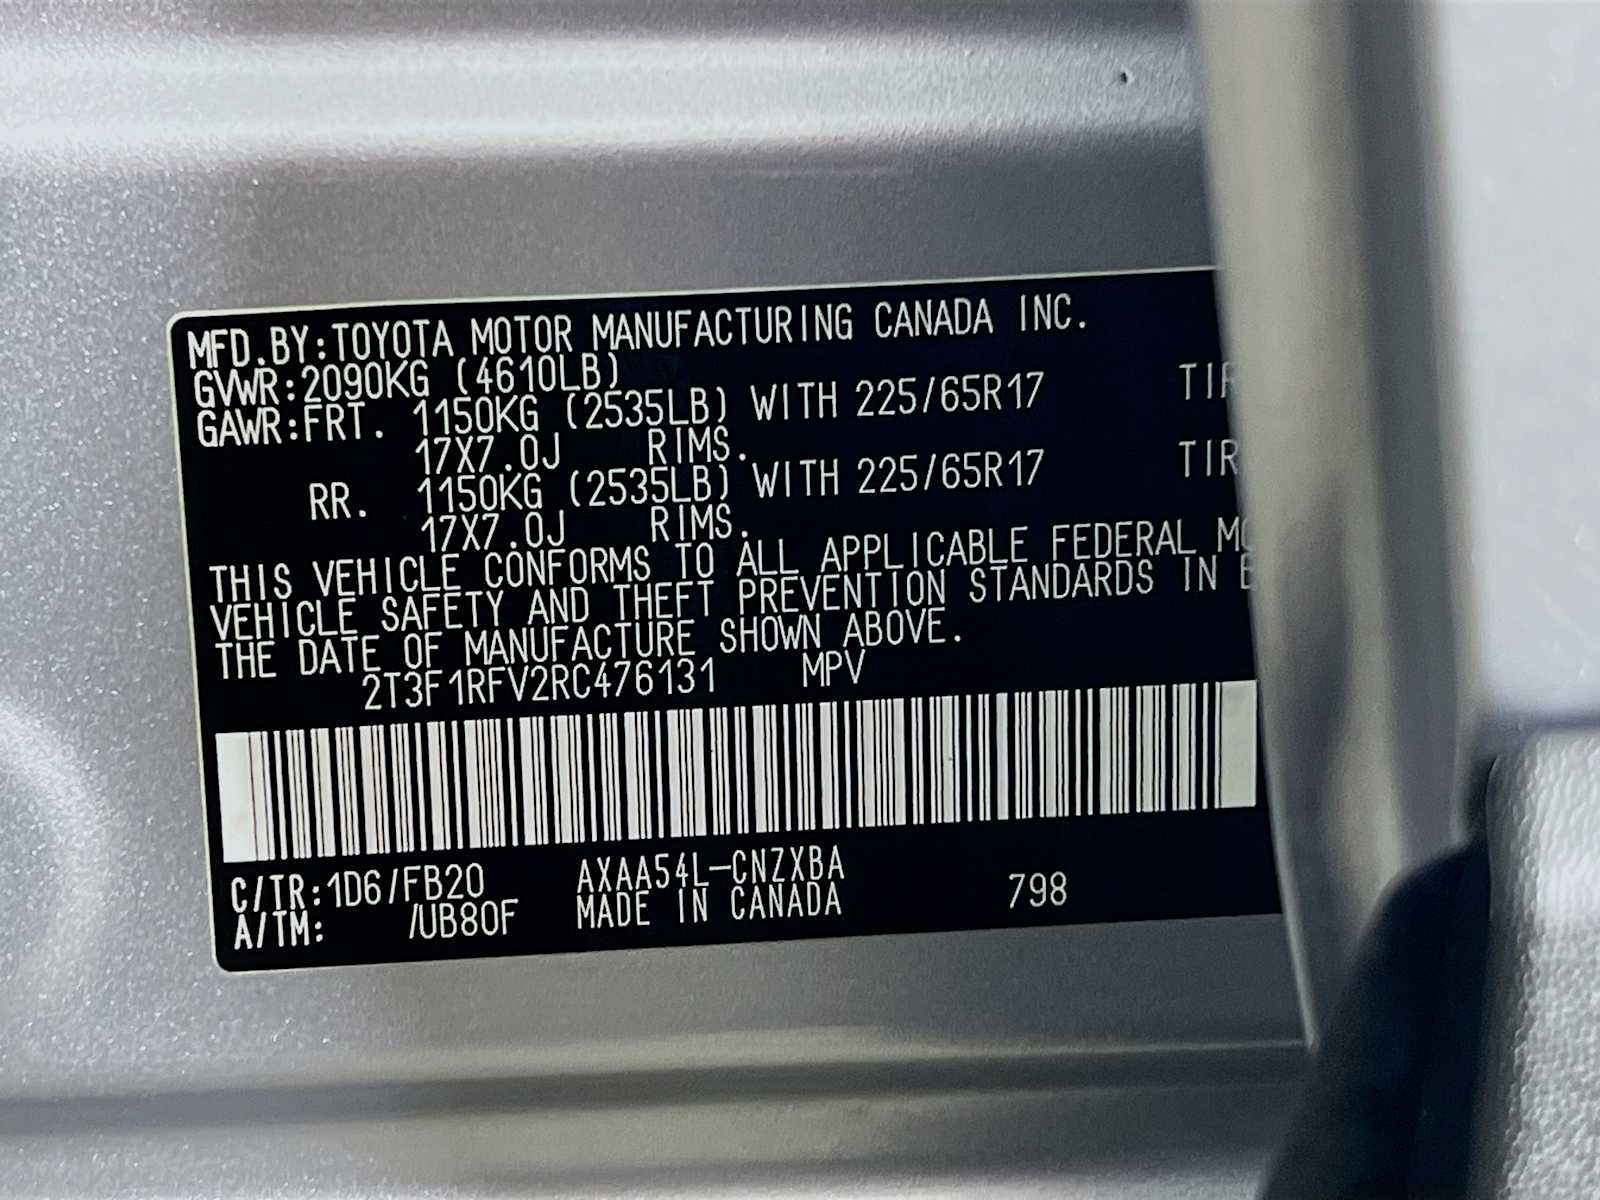 MFD.BY:TOYOTA MOTOR MANUFACTURING CANADA INC.
GVWR:2090KG (4610LB)
GAWR:FRT. 1150KG (2535LB) WITH 225/65R17
17X7.0J RIMS.
RR. 1150KG (2535LB) WITH 225/65R17
17X7.0J RIMS.
THIS VEHICLE CONFORMS TO ALL APPLICABLE FEDERAL
VEHICLE SAFETY AND THEFT PREVENTION STANDARDS IN
THE DATE OF MANUFACTURE SHOWN ABOVE.
2T3F1RFV2RC476131 MPV
C/TR:1D6/FB20 AXAA54L-CNZXBA
A/TM: /UB80F MADE IN CANADA 798